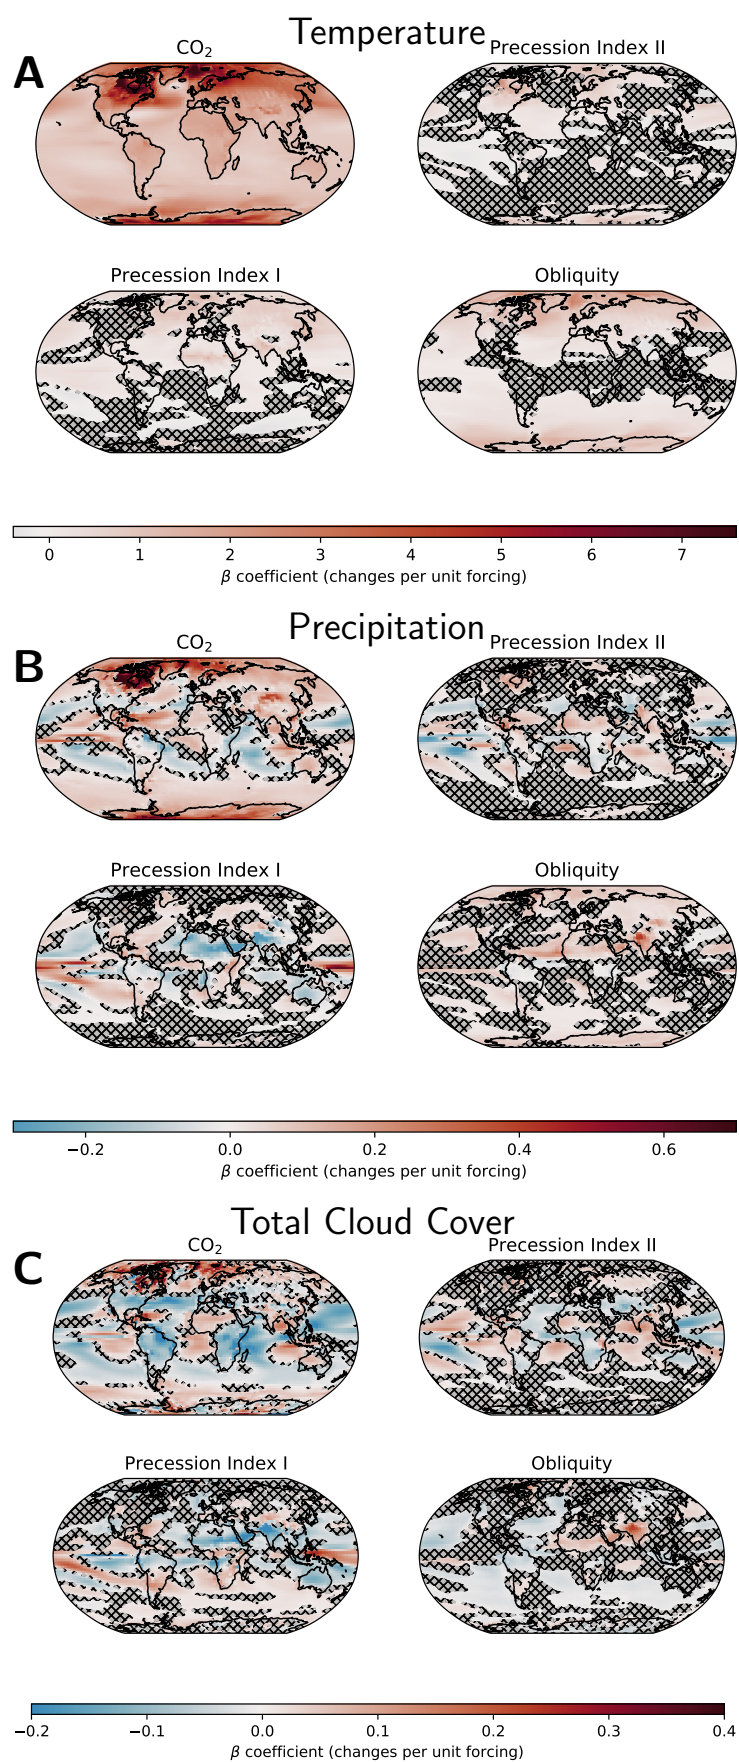 Temperature
A
CO₂
Precession Index II
Precession Index I
Obliquity
0 1 2 3 4 5 6 7
β coefficient (changes per unit forcing)
Precipitation
B
CO₂
Precession Index II
Precession Index I
Obliquity
−0.2 0.0 0.2 0.4 0.6
β coefficient (changes per unit forcing)
Total Cloud Cover
C
CO₂
Precession Index II
Precession Index I
Obliquity
−0.2 −0.1 0.0 0.1 0.2 0.3 0.4
β coefficient (changes per unit forcing)